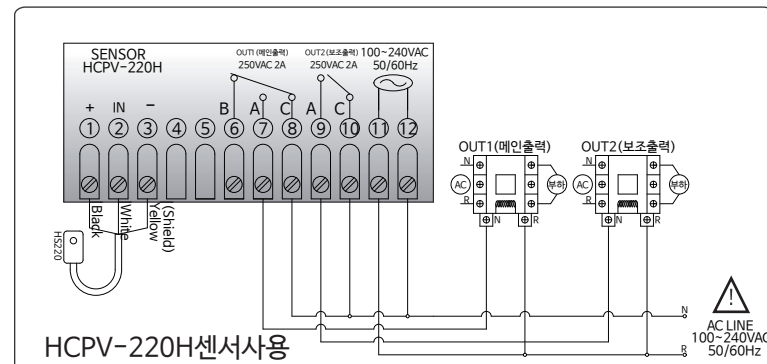 SENSOR
HCPV-220H
OUT1 (메인출력)
250VAC 2A
OUT2 (보조출력)
250VAC 2A
100~240VAC
50/60Hz
+ IN −
B A C A C
1 2 3 4 5 6 7 8 9 10 11 12
Black
White
Yellow
(Shield)
HS220
OUT1(메인출력)
N
AC
R
부하
N
R
OUT2(보조출력)
N
AC
R
부하
N
R
N
R
!
AC LINE
100~240VAC
50/60Hz
HCPV-220H센서사용